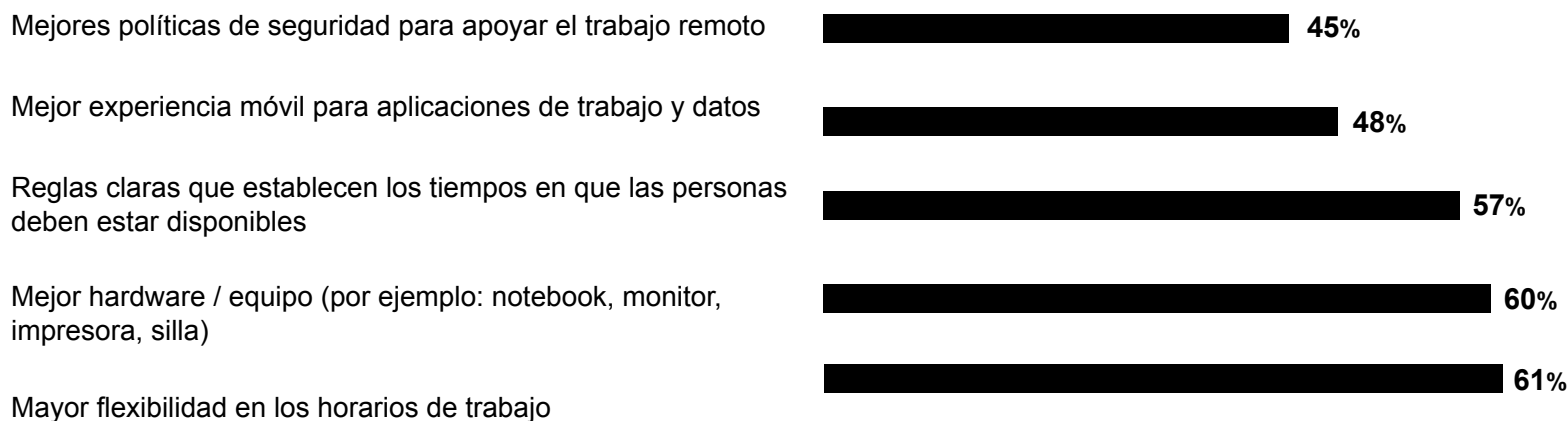 Mejores políticas de seguridad para apoyar el trabajo remoto
45%
Mejor experiencia móvil para aplicaciones de trabajo y datos
48%
Reglas claras que establecen los tiempos en que las personas
deben estar disponibles
57%
Mejor hardware / equipo (por ejemplo: notebook, monitor,
impresora, silla)
60%
Mayor flexibilidad en los horarios de trabajo
61%